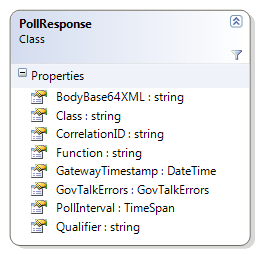 PollResponse
Class
Properties
BodyBase64XML : string
Class : string
CorrelationID : string
Function : string
GatewayTimestamp : DateTime
GovTalkErrors : GovTalkErrors
PollInterval : TimeSpan
Qualifier : string